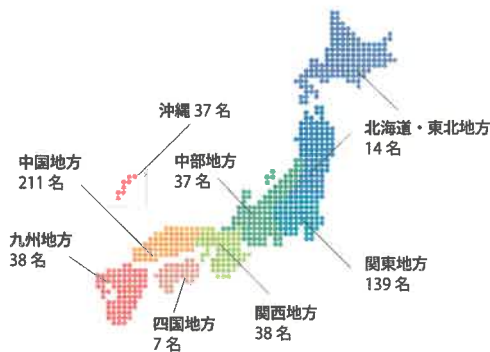 沖縄 37 名
北海道・東北地方
14 名
中国地方
211 名
中部地方
37 名
九州地方
38 名
関東地方
139 名
四国地方
7 名
関西地方
38 名